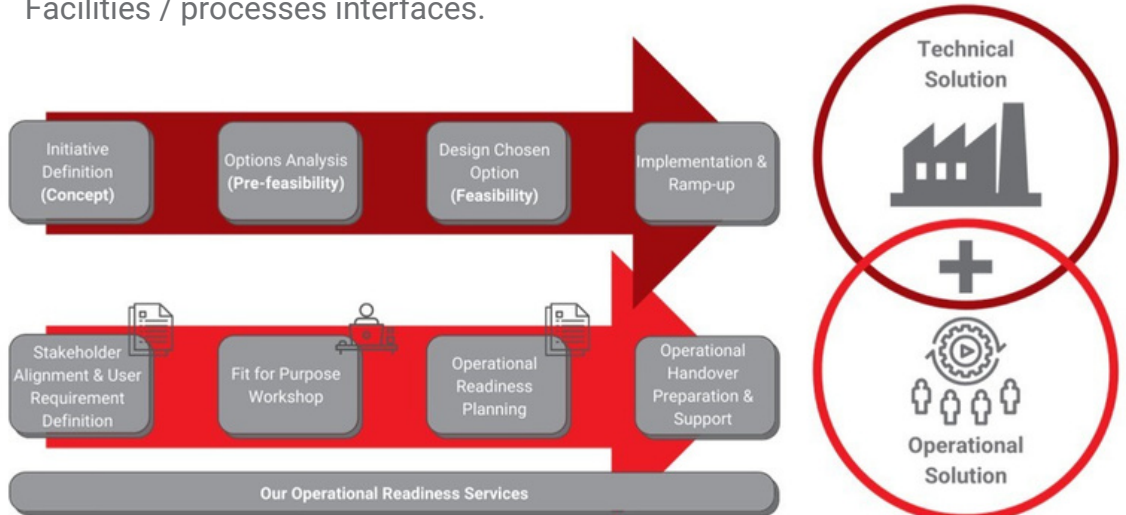 Facilities / processes interfaces.
Initiative
Definition
(Concept)
Options Analysis
(Pre-feasibility)
Design Chosen
Option
(Feasibility)
Implementation &
Ramp-up
Technical
Solution
Stakeholder
Alignment & User
Requirement
Definition
Fit for Purpose
Workshop
Operational
Readiness
Planning
Operational
Handover
Preparation &
Support
Operational
Solution
Our Operational Readiness Services